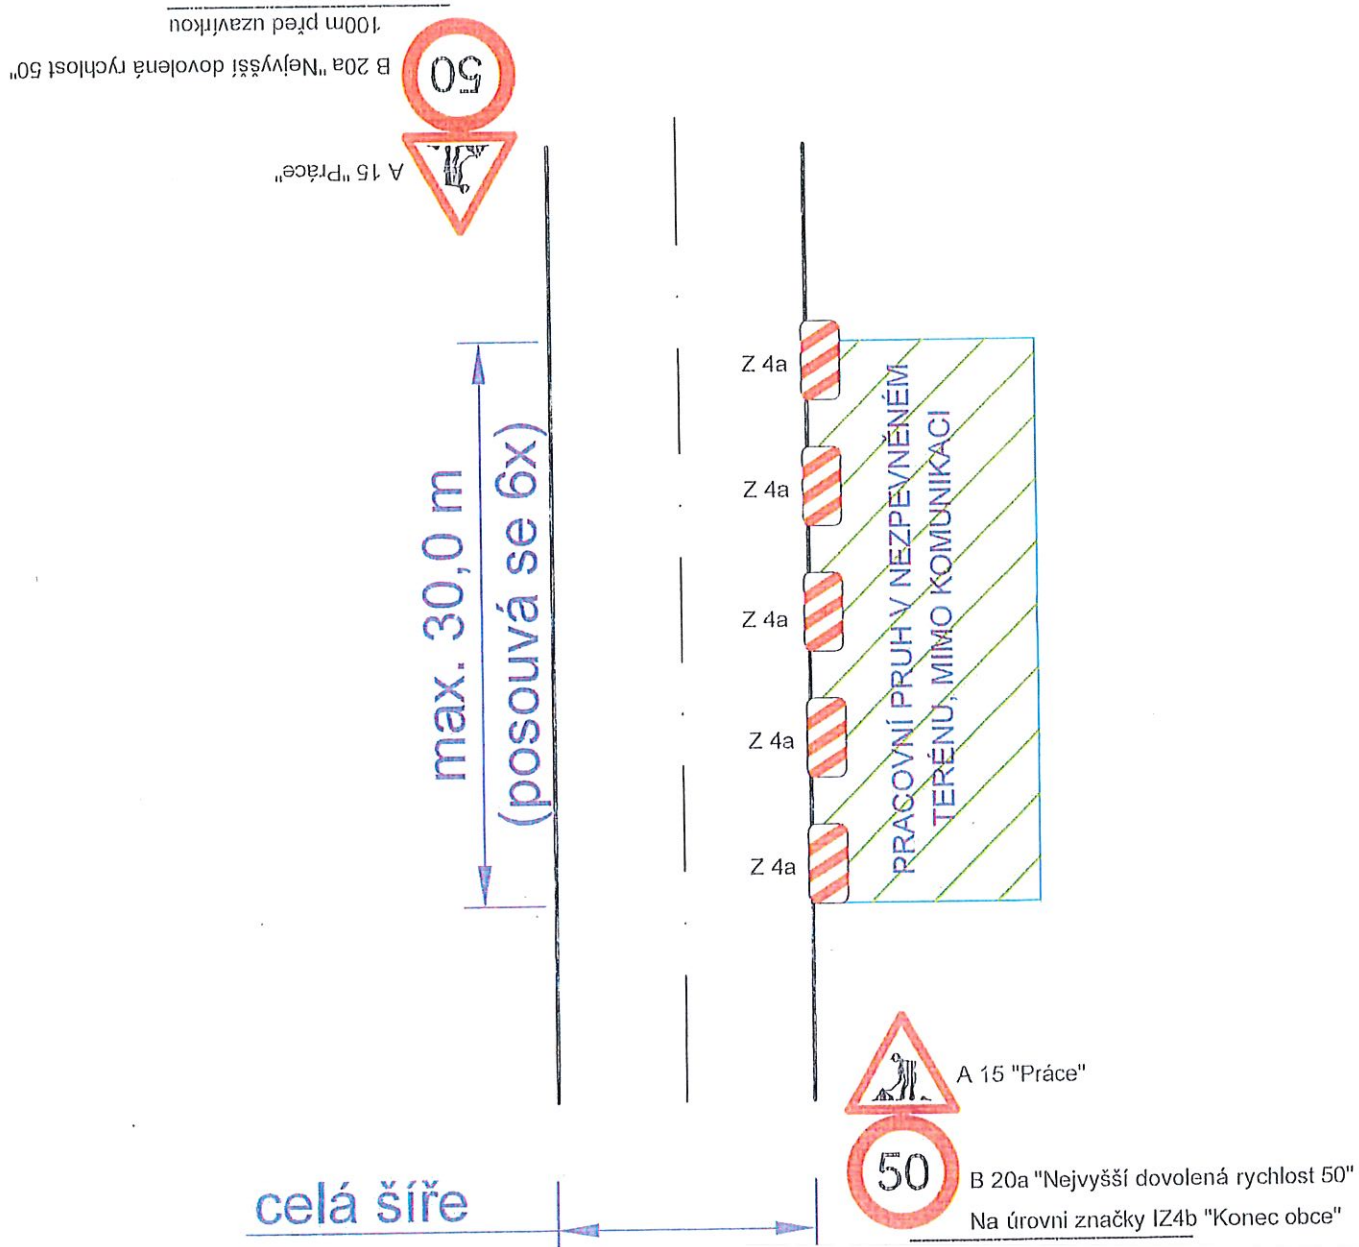 100m před uzavírkou
B 20a "Nejvyšší dovolená rychlost 50"
50
A 15 "Práce"
max. 30,0 m
(posouvá se 6x)
Z 4a
Z 4a
Z 4a
Z 4a
Z 4a
PRACOVNÍ PRUH V NEZPEVNĚNÉM
TERÉNU, MIMO KOMUNIKACI
A 15 "Práce"
50
B 20a "Nejvyšší dovolená rychlost 50"
Na úrovni značky IZ4b "Konec obce"
celá šíře